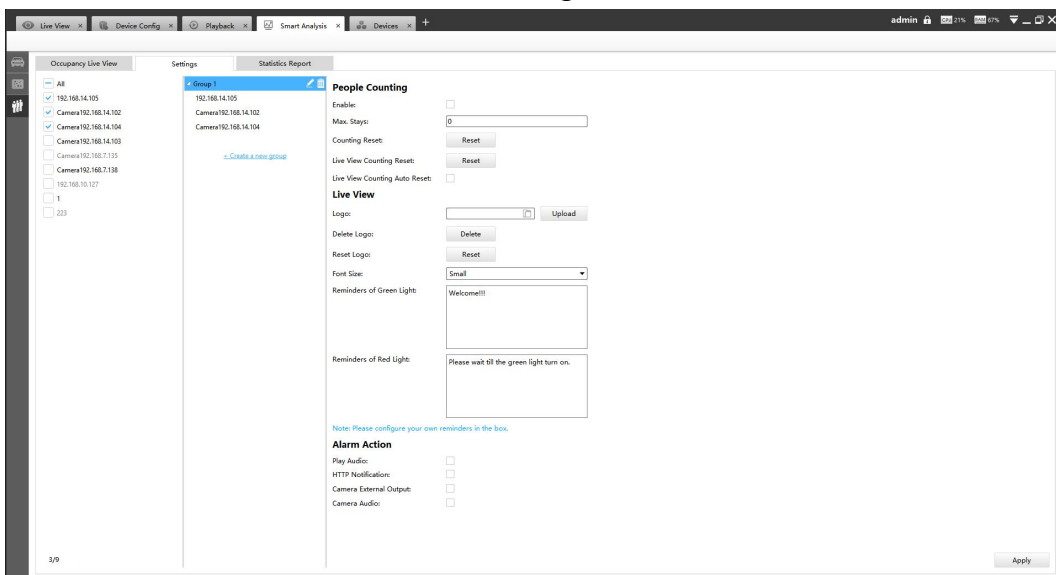 Live View × Device Config × Playback × Smart Analysis × Devices × + admin CPU 21% RAM 67%
Occupancy Live View Settings Statistics Report
All
192.168.14.105
Camera192.168.14.102
Camera192.168.14.104
Camera192.168.14.103
Camera192.168.7.135
Camera192.168.7.138
192.168.10.127
1
223
3/9
Group 1
192.168.14.105
Camera192.168.14.102
Camera192.168.14.104
+ Create a new group
People Counting
Enable:
Max. Stays: 0
Counting Reset: Reset
Live View Counting Reset: Reset
Live View Counting Auto Reset:
Live View
Logo: Upload
Delete Logo: Delete
Reset Logo: Reset
Font Size: Small
Reminders of Green Light: Welcome!!!!
Reminders of Red Light: Please wait till the green light turn on.
Note: Please configure your own reminders in the box.
Alarm Action
Play Audio:
HTTP Notification:
Camera External Output:
Camera Audio:
Apply